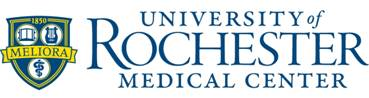 1850
MELIORA
UNIVERSITY of
ROCHESTER
MEDICAL CENTER